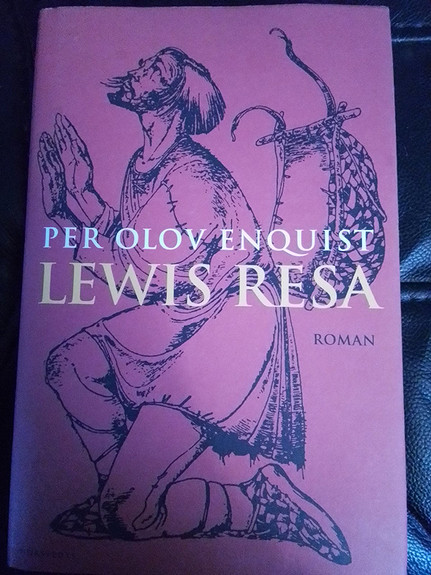 PER OLOV ENQUIST
LEWIS RESA
ROMAN